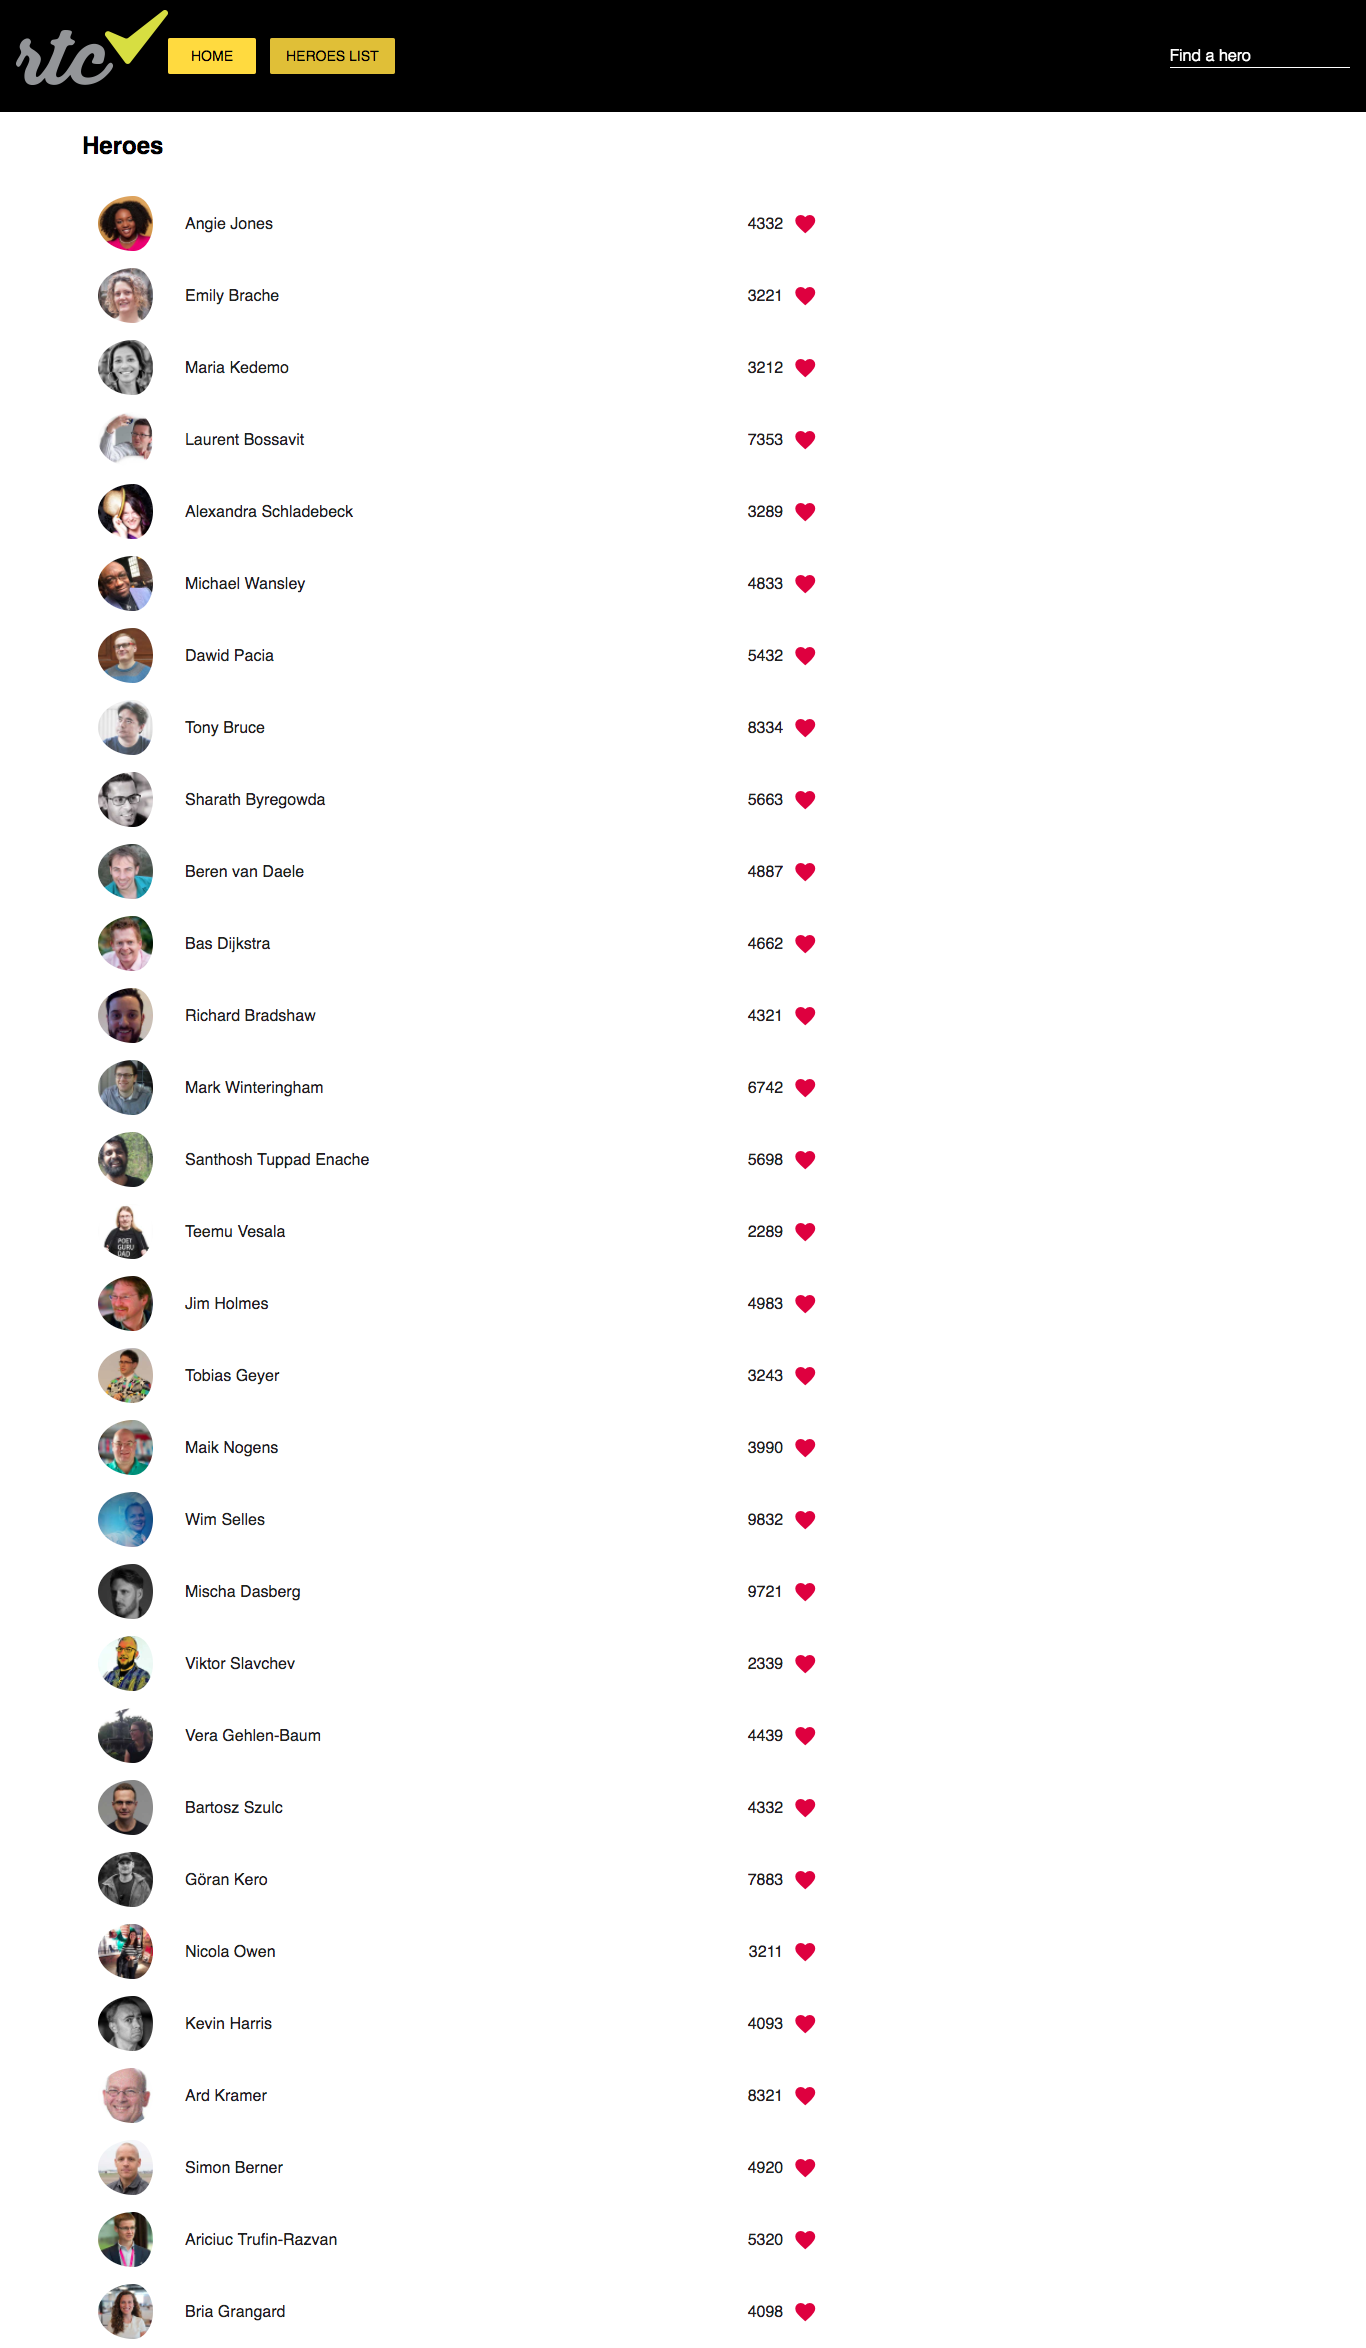 rtc
HOME
HEROES LIST
Find a hero
Heroes
Angie Jones 4332
Emily Brache 3221
Maria Kedemo 3212
Laurent Bossavit 7353
Alexandra Schladebeck 3289
Michael Wansley 4833
Dawid Pacia 5432
Tony Bruce 8334
Sharath Byregowda 5663
Beren van Daele 4887
Bas Dijkstra 4662
Richard Bradshaw 4321
Mark Winteringham 6742
Santhosh Tuppad Enache 5698
POET
GURU
DAD
Teemu Vesala 2289
Jim Holmes 4983
Tobias Geyer 3243
Maik Nogens 3990
Wim Selles 9832
Mischa Dasberg 9721
Viktor Slavchev 2339
Vera Gehlen-Baum 4439
Bartosz Szulc 4332
Göran Kero 7883
Nicola Owen 3211
Kevin Harris 4093
Ard Kramer 8321
Simon Berner 4920
Ariciuc Trufin-Razvan 5320
Bria Grangard 4098